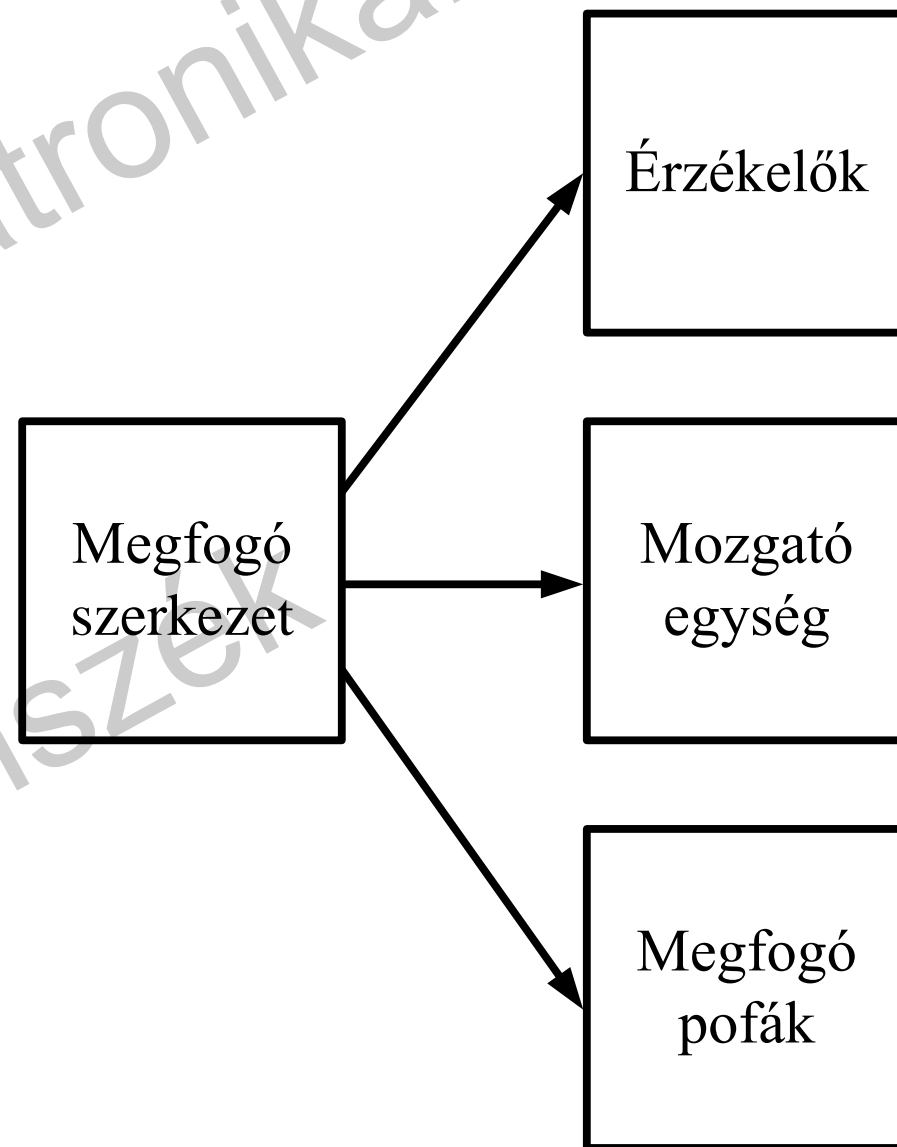 Érzékelők
Megfogó
szerkezet
Mozgató
egység
Megfogó
pofák